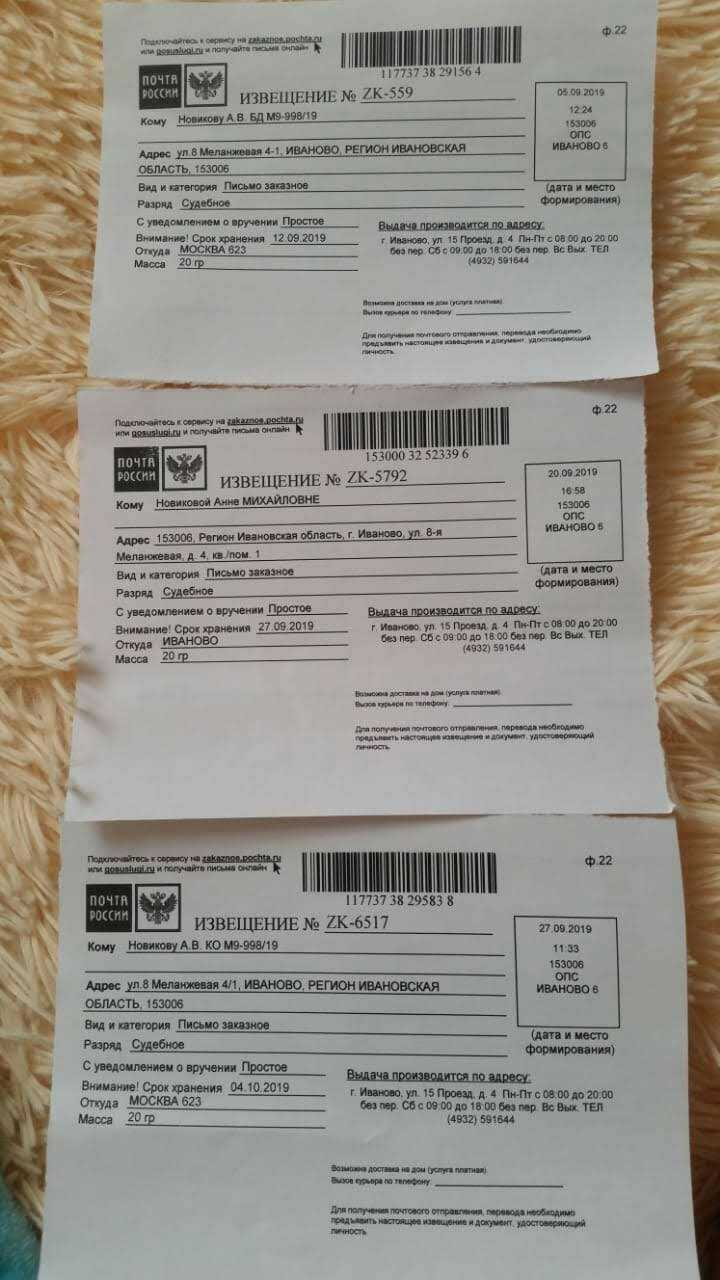 Подключайтесь к сервису на zakaznoe.pochta.ru
или gosuslugi.ru и получайте письма онлайн
ф.22
117737 38 29156 4
ПОЧТА РОССИИ
ИЗВЕЩЕНИЕ № ZK-559
Кому Новикову А.В. БД М9-998/19
Адрес ул.8 Меланжевая 4-1, ИВАНОВО, РЕГИОН ИВАНОВСКАЯ
ОБЛАСТЬ, 153006
Вид и категория Письмо заказное
Разряд Судебное
05.09.2019
12:24
153006
ОПС
ИВАНОВО 6
(дата и место
формирования)
С уведомлением о вручении Простое
Внимание! Срок хранения 12.09.2019
Откуда МОСКВА 623
Масса 20 гр
Выдача производится по адресу:
г. Иваново, ул. 15 Проезд, д. 4 Пн-Пт с 08:00 до 20:00
без пер. Сб с 09:00 до 18:00 без пер. Вс Вых. ТЕЛ
(4932) 591644
Возможна доставка на дом (услуга платная)
Вызов курьера по телефону:
Для получения почтового отправления, перевода необходимо
предъявить настоящее извещение и документ, удостоверяющий
личность.
Подключайтесь к сервису на zakaznoe.pochta.ru
или gosuslugi.ru и получайте письма онлайн
ф.22
153000 32 52339 6
ПОЧТА РОССИИ
ИЗВЕЩЕНИЕ № ZK-5792
Кому Новиковой Анне МИХАЙЛОВНЕ
Адрес 153006, Регион Ивановская область, г. Иваново, ул. 8-я
Меланжевая, д. 4, кв./пом. 1
Вид и категория Письмо заказное
Разряд Судебное
20.09.2019
16:58
153006
ОПС
ИВАНОВО 6
(дата и место
формирования)
С уведомлением о вручении Простое
Внимание! Срок хранения 27.09.2019
Откуда ИВАНОВО
Масса 20 гр
Выдача производится по адресу:
г. Иваново, ул. 15 Проезд, д. 4 Пн-Пт с 08:00 до 20:00
без пер. Сб с 09:00 до 18:00 без пер. Вс Вых. ТЕЛ
(4932) 591644
Возможна доставка на дом (услуга платная)
Вызов курьера по телефону:
Для получения почтового отправления, перевода необходимо
предъявить настоящее извещение и документ, удостоверяющий
личность.
Подключайтесь к сервису на zakaznoe.pochta.ru
или gosuslugi.ru и получайте письма онлайн
ф.22
117737 38 29583 8
ПОЧТА РОССИИ
ИЗВЕЩЕНИЕ № ZK-6517
Кому Новикову А.В. КО М9-998/19
Адрес ул.8 Меланжевая 4/1, ИВАНОВО, РЕГИОН ИВАНОВСКАЯ
ОБЛАСТЬ, 153006
Вид и категория Письмо заказное
Разряд Судебное
27.09.2019
11:33
153006
ОПС
ИВАНОВО 6
(дата и место
формирования)
С уведомлением о вручении Простое
Внимание! Срок хранения 04.10.2019
Откуда МОСКВА 623
Масса 20 гр
Выдача производится по адресу:
г. Иваново, ул. 15 Проезд, д. 4 Пн-Пт с 08:00 до 20:00
без пер. Сб с 09:00 до 18:00 без пер. Вс Вых. ТЕЛ
(4932) 591644
Возможна доставка на дом (услуга платная)
Вызов курьера по телефону:
Для получения почтового отправления, перевода необходимо
предъявить настоящее извещение и документ, удостоверяющий
личность.